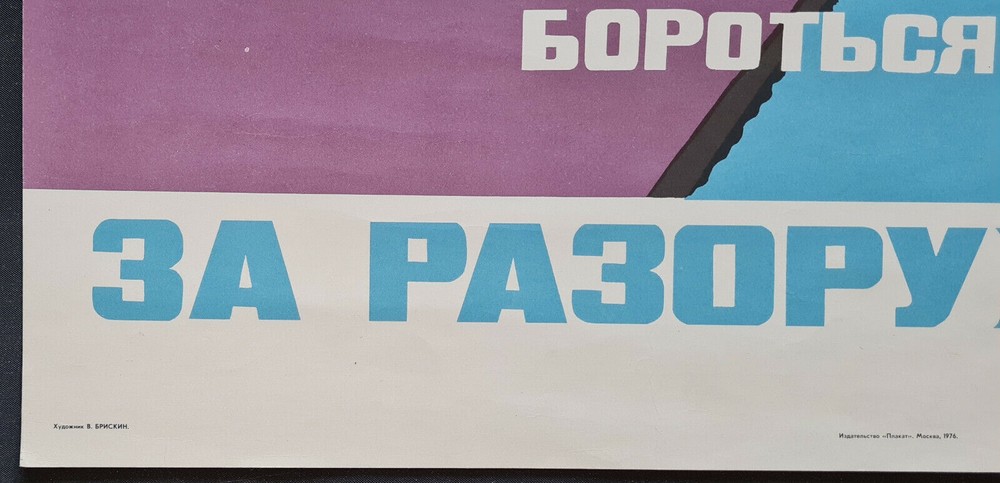 БОРОТЬСЯ
ЗА РАЗОРУ
Художник В. БРИСКИН.
Издательство «Плакат». Москва, 1976.